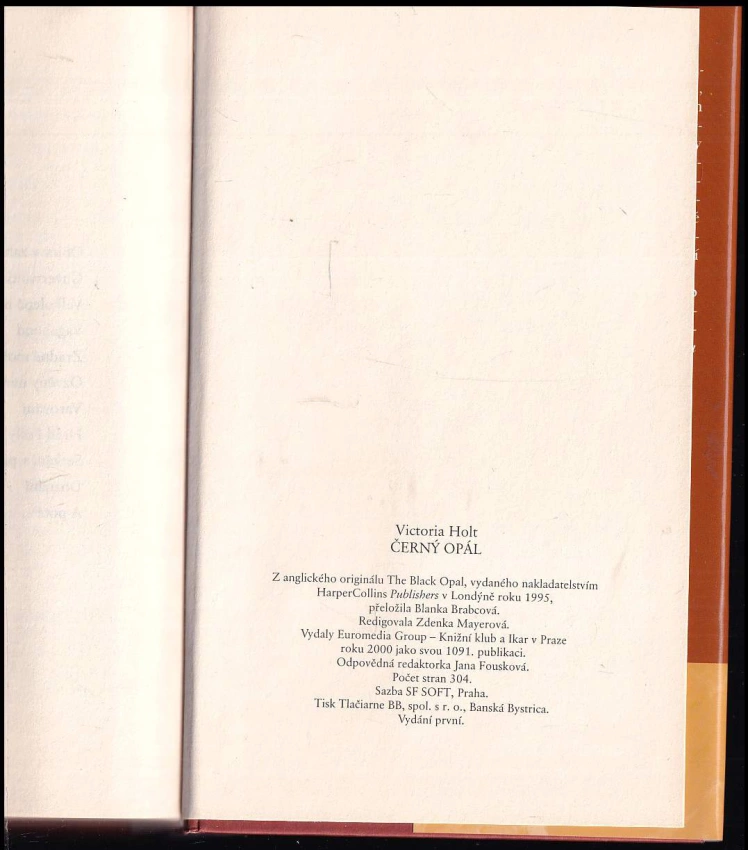 Victoria Holt
ČERNÝ OPÁL
Z anglického originálu The Black Opal, vydaného nakladatelstvím
HarperCollins Publishers v Londýně roku 1995,
přeložila Blanka Brabcová.
Redigovala Zdenka Mayerová.
Vydaly Euromedia Group – Knižní klub a Ikar v Praze
roku 2000 jako svou 1091. publikaci.
Odpovědná redaktorka Jana Fousková.
Počet stran 304.
Sazba SF SOFT, Praha.
Tisk Tlačiarne BB, spol. s r. o., Banská Bystrica.
Vydání první.